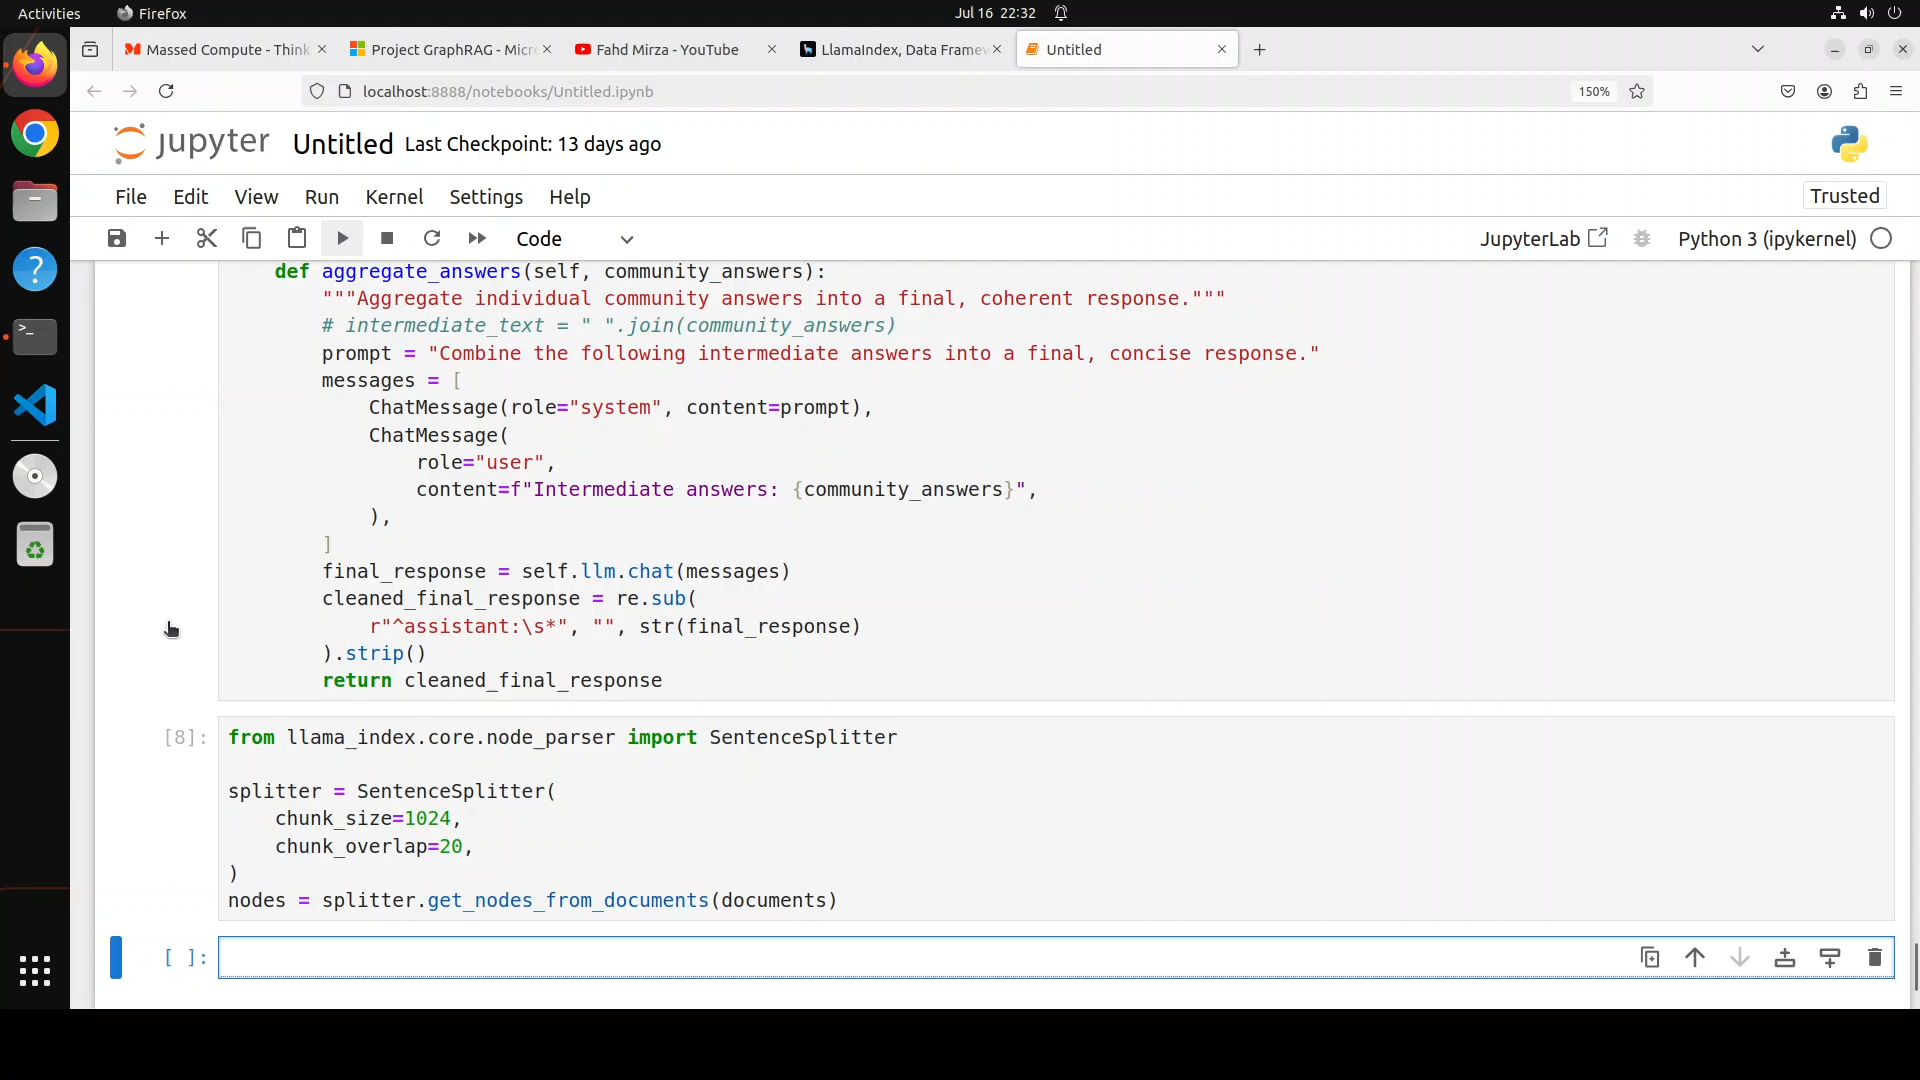 Activities
Firefox
Jul 16 22:32
Massed Compute - Think
Project GraphRAG - Micr
Fahd Mirza - YouTube
LlamaIndex, Data Framew
Untitled
localhost:8888/notebooks/Untitled.ipynb
150%
jupyter
Untitled
Last Checkpoint: 13 days ago
File
Edit
View
Run
Kernel
Settings
Help
Trusted
Code
JupyterLab
Python 3 (ipykernel)
def aggregate_answers(self, community_answers):
"""Aggregate individual community answers into a final, coherent response."""
# intermediate_text = " ".join(community_answers)
prompt = "Combine the following intermediate answers into a final, concise response."
messages = [
ChatMessage(role="system", content=prompt),
ChatMessage(
role="user",
content=f"Intermediate answers: {community_answers}",
),
]
final_response = self.llm.chat(messages)
cleaned_final_response = re.sub(
r"^assistant:\s*", "", str(final_response)
).strip()
return cleaned_final_response
[8]:
from llama_index.core.node_parser import SentenceSplitter
splitter = SentenceSplitter(
chunk_size=1024,
chunk_overlap=20,
)
nodes = splitter.get_nodes_from_documents(documents)
[ ]: